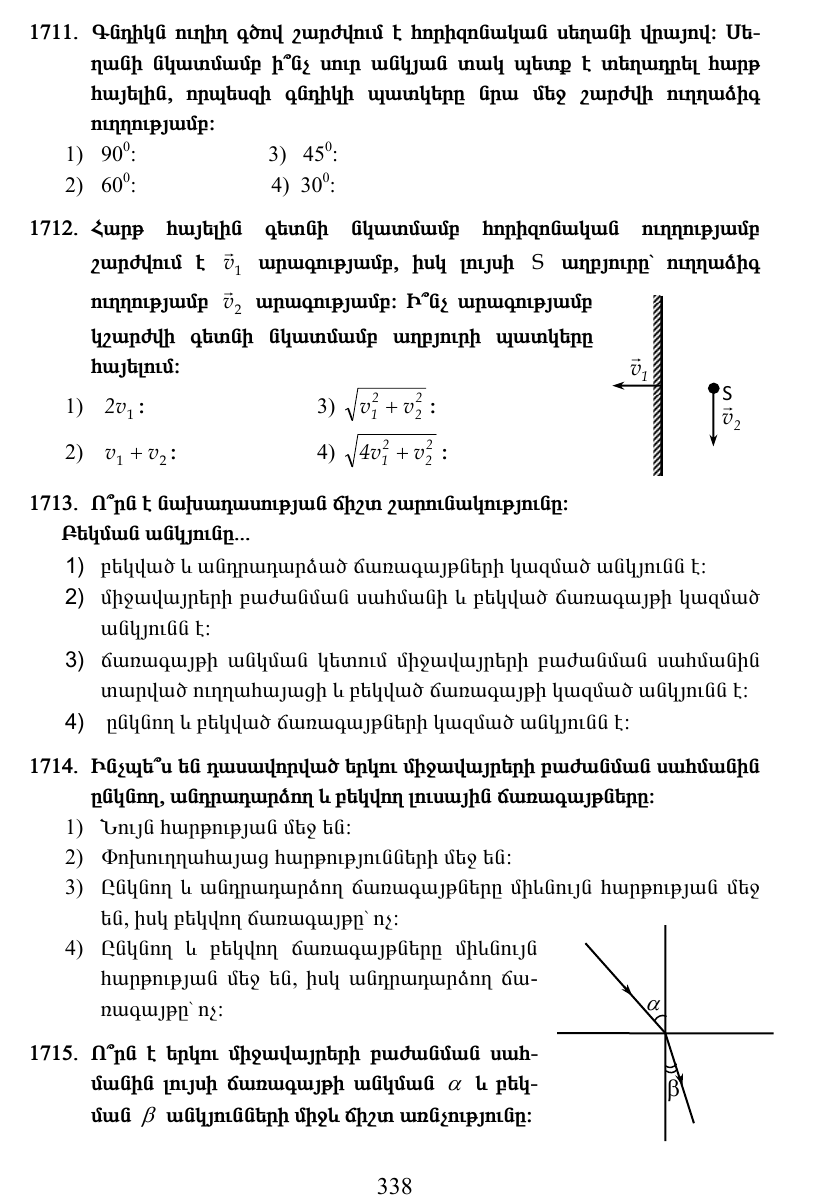 1711. Գնդիկն ուղիղ գծով շարժվում է հորիզոնական սեղանի վրայով: Սե-
ղանի նկատմամբ ի՞նչ սուր անկյան տակ պետք է տեղադրել հարթ
հայելին, որպեսզի գնդիկի պատկերը նրա մեջ շարժվի ուղղաձիգ
ուղղությամբ:
1) 90⁰: 3) 45⁰:
2) 60⁰: 4) 30⁰:
1712. Հարթ հայելին գետնի նկատմամբ հորիզոնական ուղղությամբ
շարժվում է v⃗₁ արագությամբ, իսկ լույսի S աղբյուրը՝ ուղղաձիգ
ուղղությամբ v⃗₂ արագությամբ: Ի՞նչ արագությամբ
կշարժվի գետնի նկատմամբ աղբյուրի պատկերը
հայելում:
1) 2v₁: 3) √(v₁² + v₂²):
2) v₁ + v₂: 4) √(4v₁² + v₂²):
v⃗₁
S
v⃗₂
1713. Ո՞րն է նախադասության ճիշտ շարունակությունը:
Բեկման անկյունը...
1) բեկված և անդրադարձած ճառագայթների կազմած անկյունն է:
2) միջավայրերի բաժանման սահմանի և բեկված ճառագայթի կազմած
անկյունն է:
3) ճառագայթի անկման կետում միջավայրերի բաժանման սահմանին
տարված ուղղահայացի և բեկված ճառագայթի կազմած անկյունն է:
4) ընկնող և բեկված ճառագայթների կազմած անկյունն է:
1714. Ինչպե՞ս են դասավորված երկու միջավայրերի բաժանման սահմանին
ընկնող, անդրադարձող և բեկվող լուսային ճառագայթները:
1) Նույն հարթության մեջ են:
2) Փոխուղղահայաց հարթությունների մեջ են:
3) Ընկնող և անդրադարձող ճառագայթները միևնույն հարթության մեջ
են, իսկ բեկվող ճառագայթը՝ ոչ:
4) Ընկնող և բեկվող ճառագայթները միևնույն
հարթության մեջ են, իսկ անդրադարձող ճա-
ռագայթը՝ ոչ:
α
β
1715. Ո՞րն է երկու միջավայրերի բաժանման սահ-
մանին լույսի ճառագայթի անկման α և բեկ-
ման β անկյունների միջև ճիշտ առնչությունը:
338